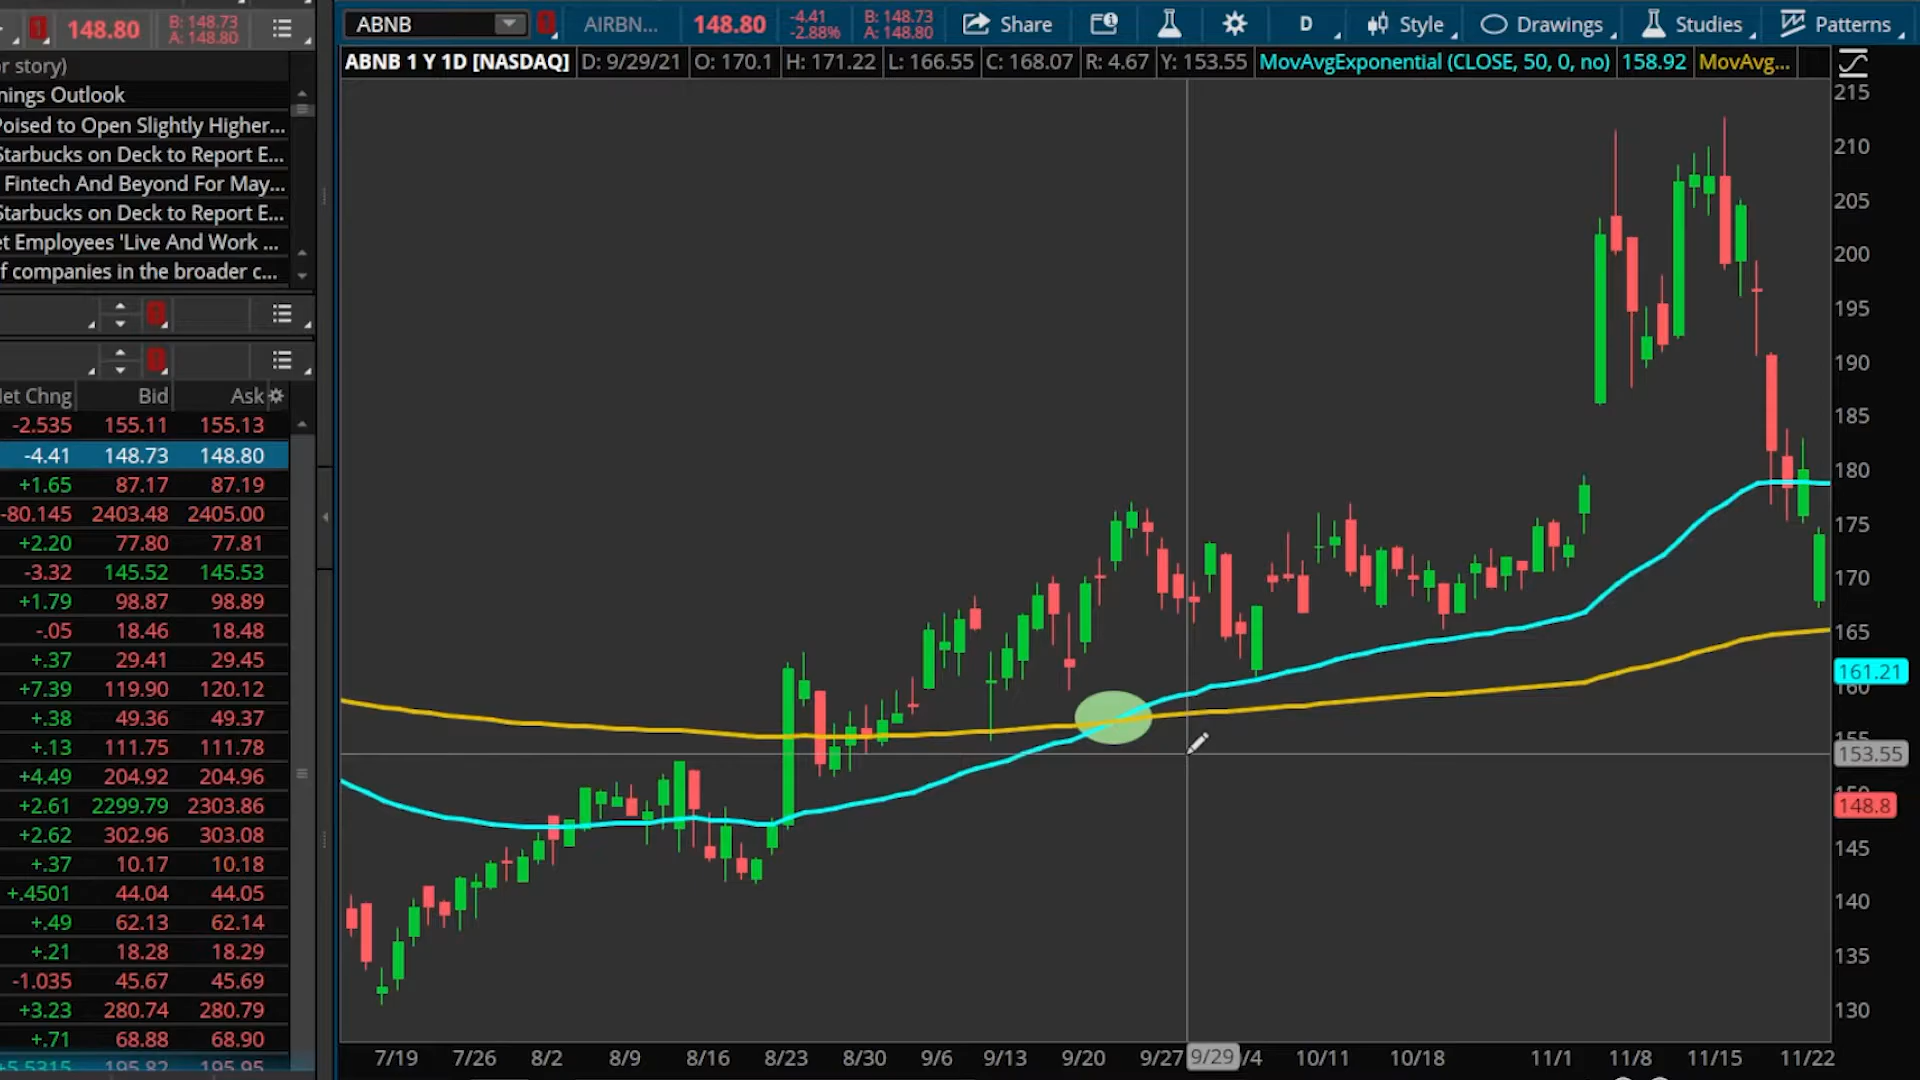 148.80 B: 148.73 A: 148.80
or story)
nings Outlook
Poised to Open Slightly Higher...
Starbucks on Deck to Report E...
Fintech And Beyond For May...
Starbucks on Deck to Report E...
et Employees 'Live And Work ...
f companies in the broader c...
let Chng Bid Ask
-2.535 155.11 155.13
-4.41 148.73 148.80
+1.65 87.17 87.19
-80.145 2403.48 2405.00
+2.20 77.80 77.81
-3.32 145.52 145.53
+1.79 98.87 98.89
-.05 18.46 18.48
+.37 29.41 29.45
+7.39 119.90 120.12
+.38 49.36 49.37
+.13 111.75 111.78
+4.49 204.92 204.96
+2.61 2299.79 2303.86
+2.62 302.96 303.08
+.37 10.17 10.18
+.4501 44.04 44.05
+.49 62.13 62.14
+.21 18.28 18.29
-1.035 45.67 45.69
+3.23 280.74 280.79
+.71 68.88 68.90
+5.5315 195.82 195.95
ABNB AIRBN... 148.80 -4.41 -2.88% B: 148.73 A: 148.80 Share D Style Drawings Studies Patterns
ABNB 1 Y 1D [NASDAQ] D: 9/29/21 O: 170.1 H: 171.22 L: 166.55 C: 168.07 R: 4.67 Y: 153.55 MovAvgExponential (CLOSE, 50, 0, no) 158.92 MovAvg...
215
210
205
200
195
190
185
180
175
170
165
161.21
160
155
153.55
150
148.8
145
140
135
130
7/19 7/26 8/2 8/9 8/16 8/23 8/30 9/6 9/13 9/20 9/27 9/29 /4 10/11 10/18 11/1 11/8 11/15 11/22